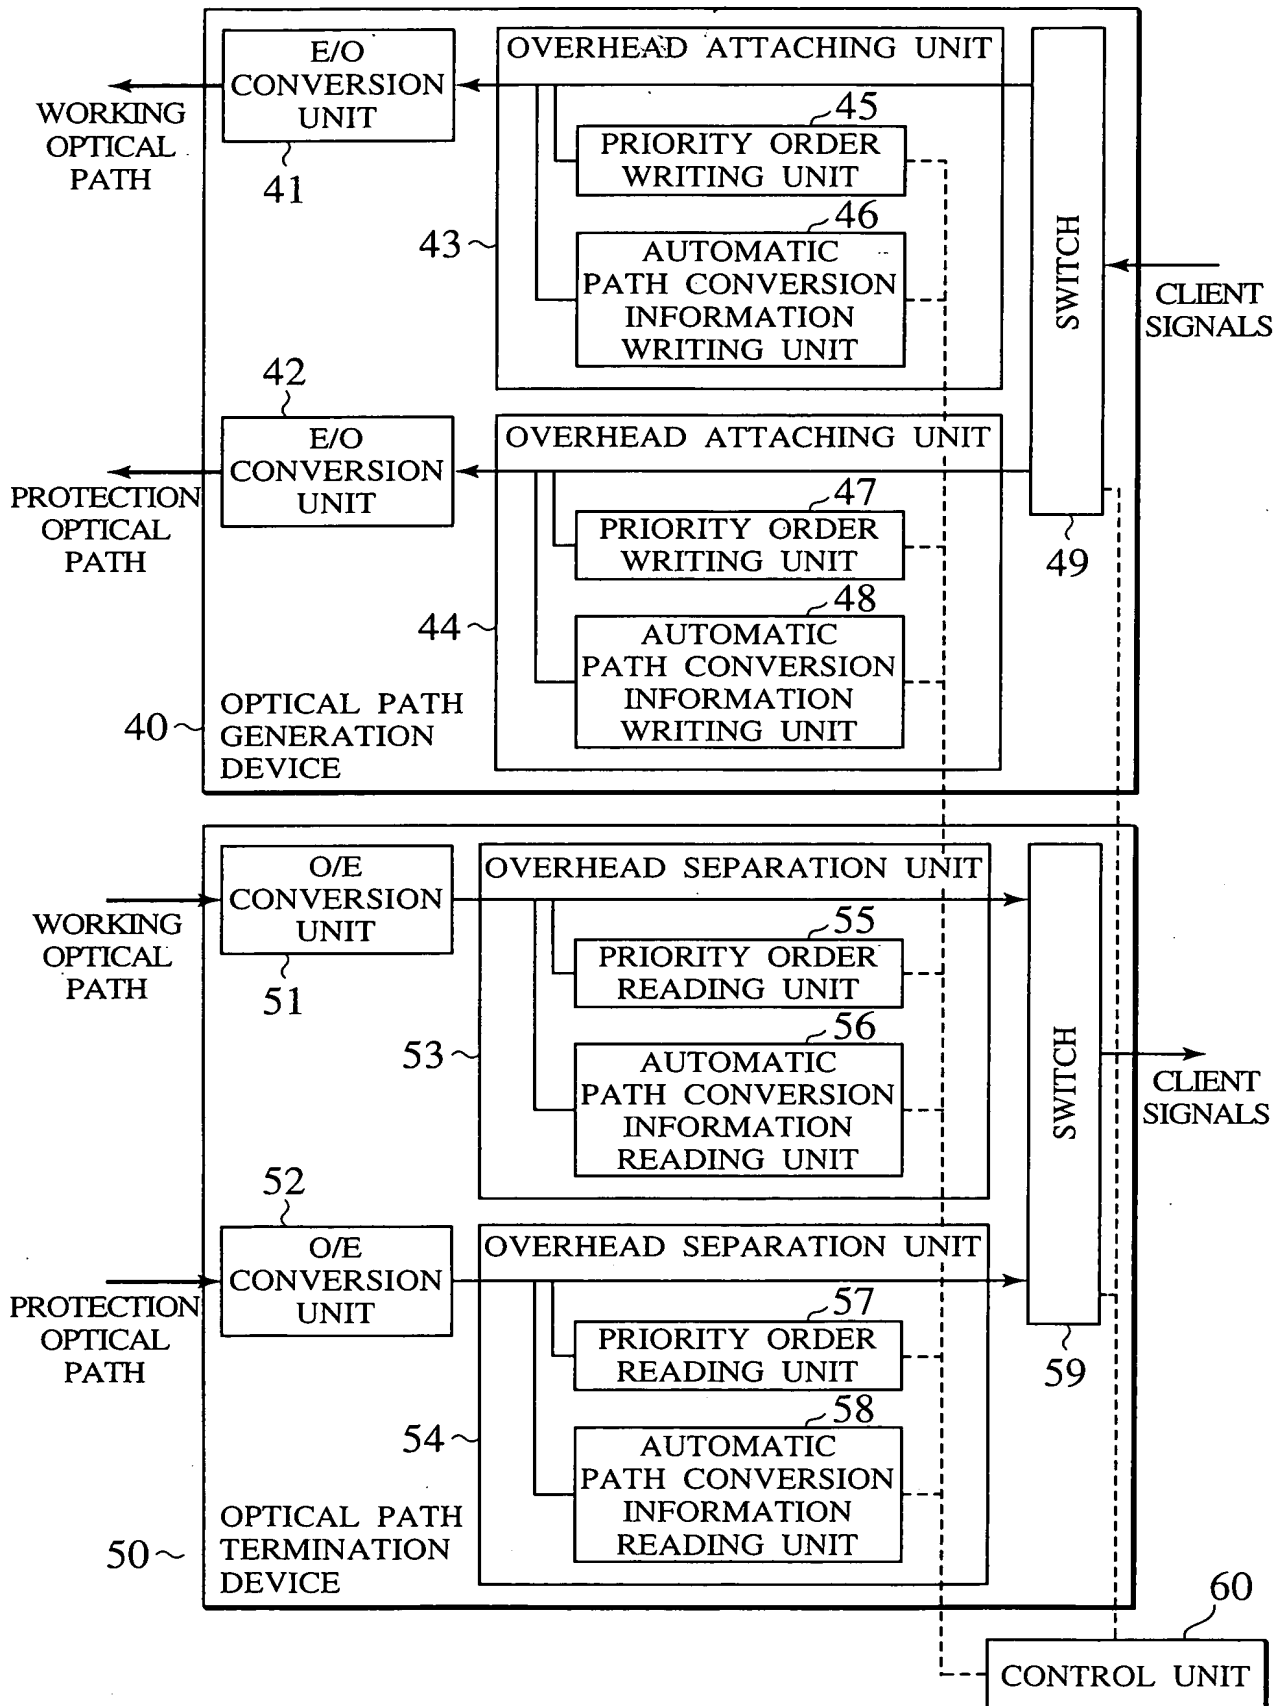 E/O
CONVERSION
UNIT
41
WORKING
OPTICAL
PATH
OVERHEAD ATTACHING UNIT
45
PRIORITY ORDER
WRITING UNIT
46
AUTOMATIC
PATH CONVERSION
INFORMATION
WRITING UNIT
43
SWITCH
49
CLIENT
SIGNALS
42
E/O
CONVERSION
UNIT
PROTECTION
OPTICAL
PATH
OVERHEAD ATTACHING UNIT
47
PRIORITY ORDER
WRITING UNIT
48
AUTOMATIC
PATH CONVERSION
INFORMATION
WRITING UNIT
44
40
OPTICAL PATH
GENERATION
DEVICE
O/E
CONVERSION
UNIT
51
WORKING
OPTICAL
PATH
OVERHEAD SEPARATION UNIT
55
PRIORITY ORDER
READING UNIT
56
AUTOMATIC
PATH CONVERSION
INFORMATION
READING UNIT
53
SWITCH
59
CLIENT
SIGNALS
52
O/E
CONVERSION
UNIT
PROTECTION
OPTICAL
PATH
OVERHEAD SEPARATION UNIT
57
PRIORITY ORDER
READING UNIT
58
AUTOMATIC
PATH CONVERSION
INFORMATION
READING UNIT
54
50
OPTICAL PATH
TERMINATION
DEVICE
60
CONTROL UNIT